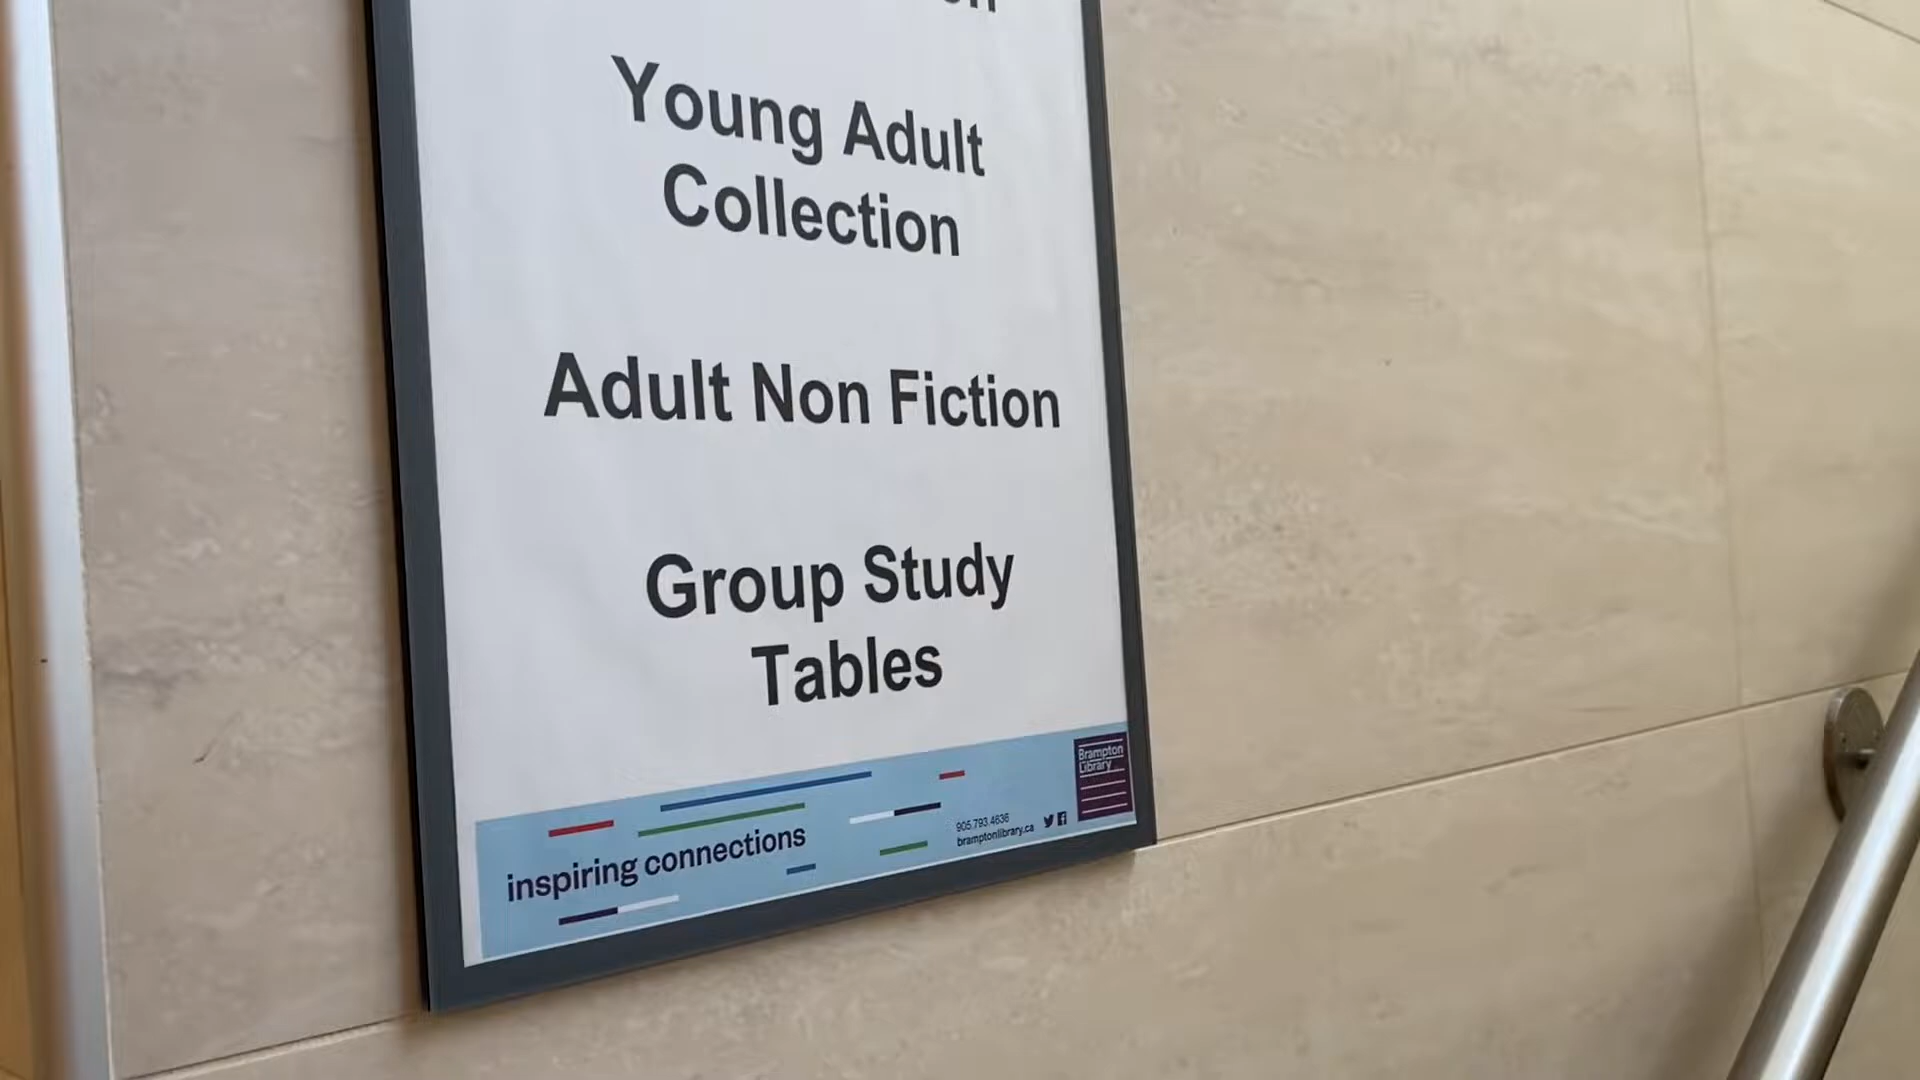 Young Adult
Collection
Adult Non Fiction
Group Study
Tables
inspiring connections
905.793.4636
bramptonlibrary.ca
Brampton
Library